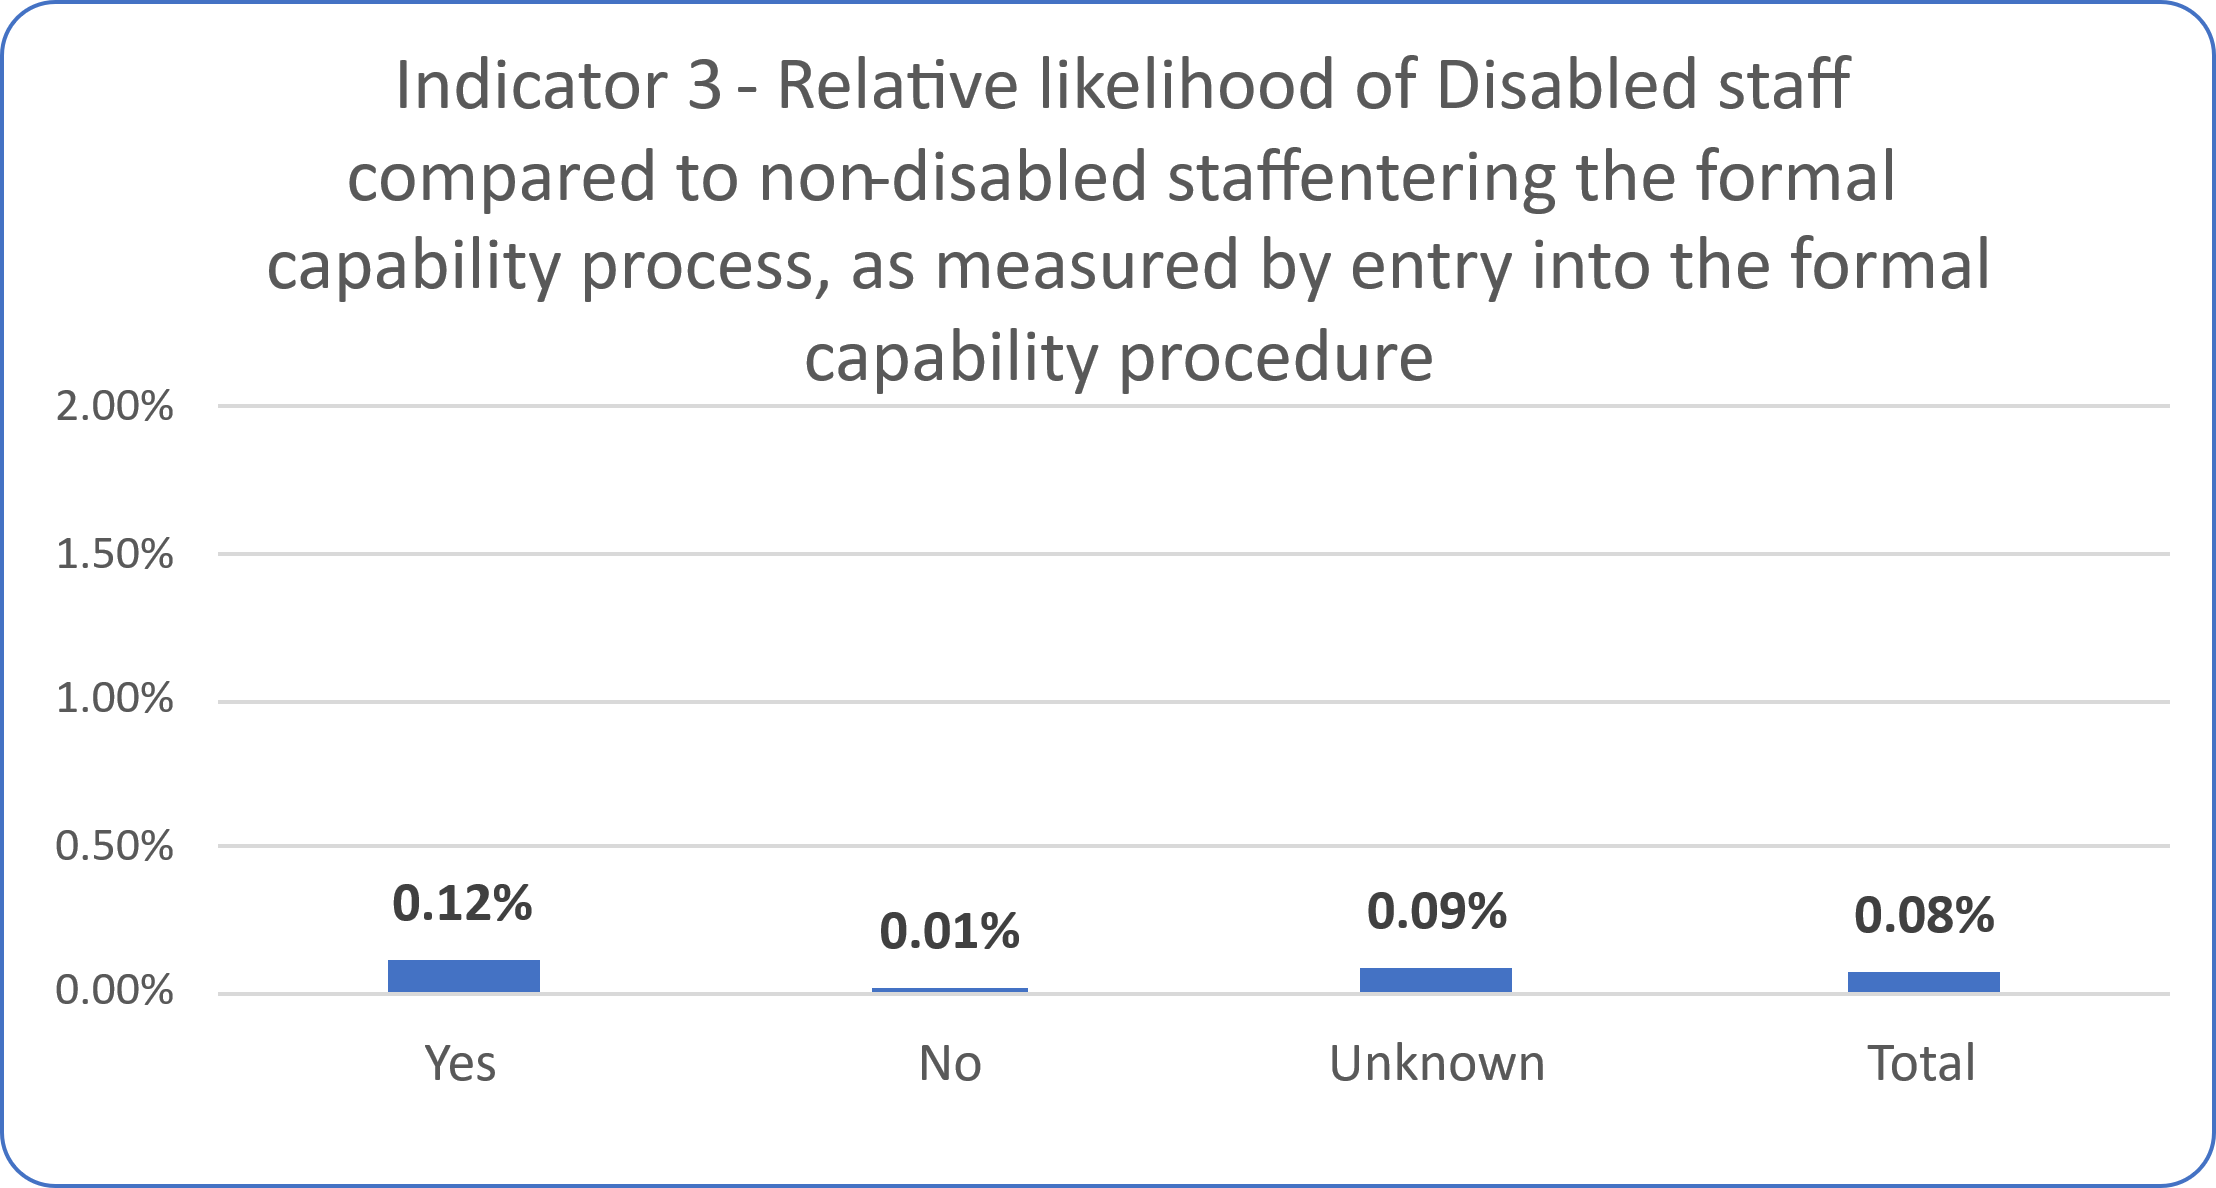 Indicator 3 - Relative likelihood of Disabled staff
compared to non-disabled staffentering the formal
capability process, as measured by entry into the formal
capability procedure
2.00%
1.50%
1.00%
0.50%
0.00%
0.12%
0.01%
0.09%
0.08%
Yes
No
Unknown
Total